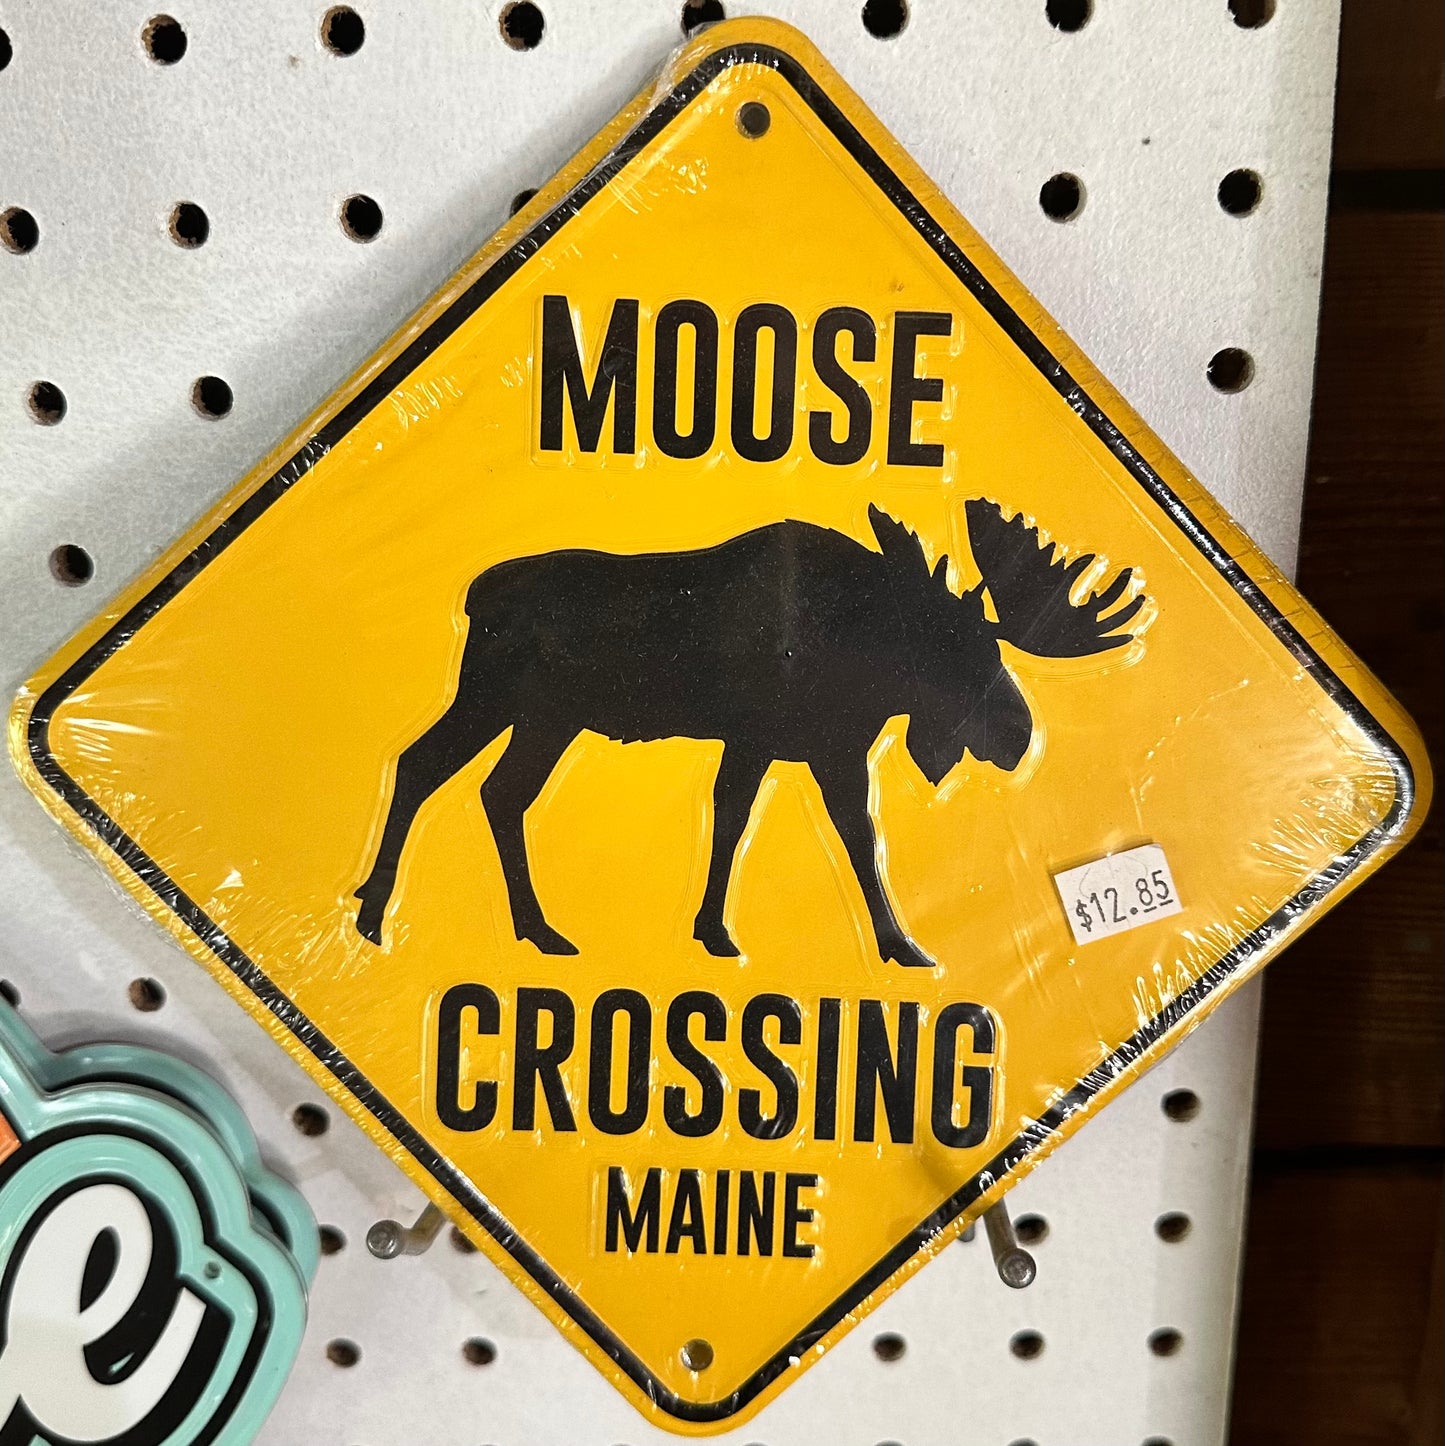 MOOSE
$12.85
CROSSING
MAINE
e